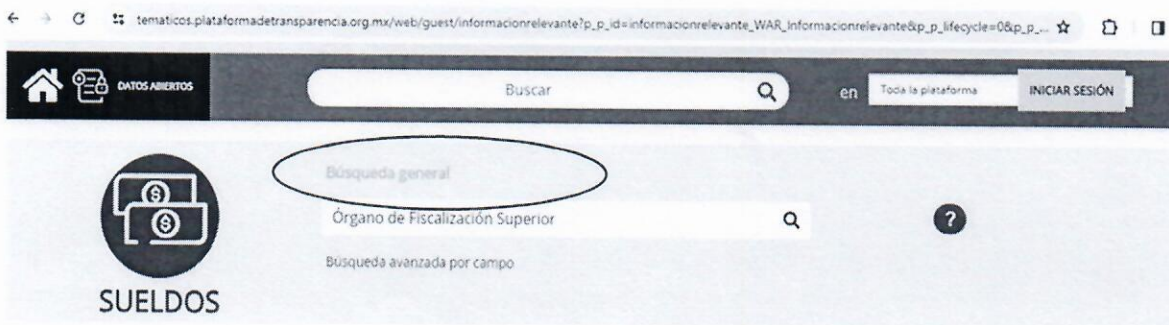 tematicos.plataformadetransparencia.org.mx/web/guest/informacionrelevante?p_p_id=informacionrelevante_WAR_Informacionrelevante&p_p_lifecycle=0&p_p_...
DATOS ABIERTOS
Buscar
en
Toda la plataforma
INICIAR SESIÓN
Búsqueda general
Órgano de Fiscalización Superior
?
Búsqueda avanzada por campo
SUELDOS